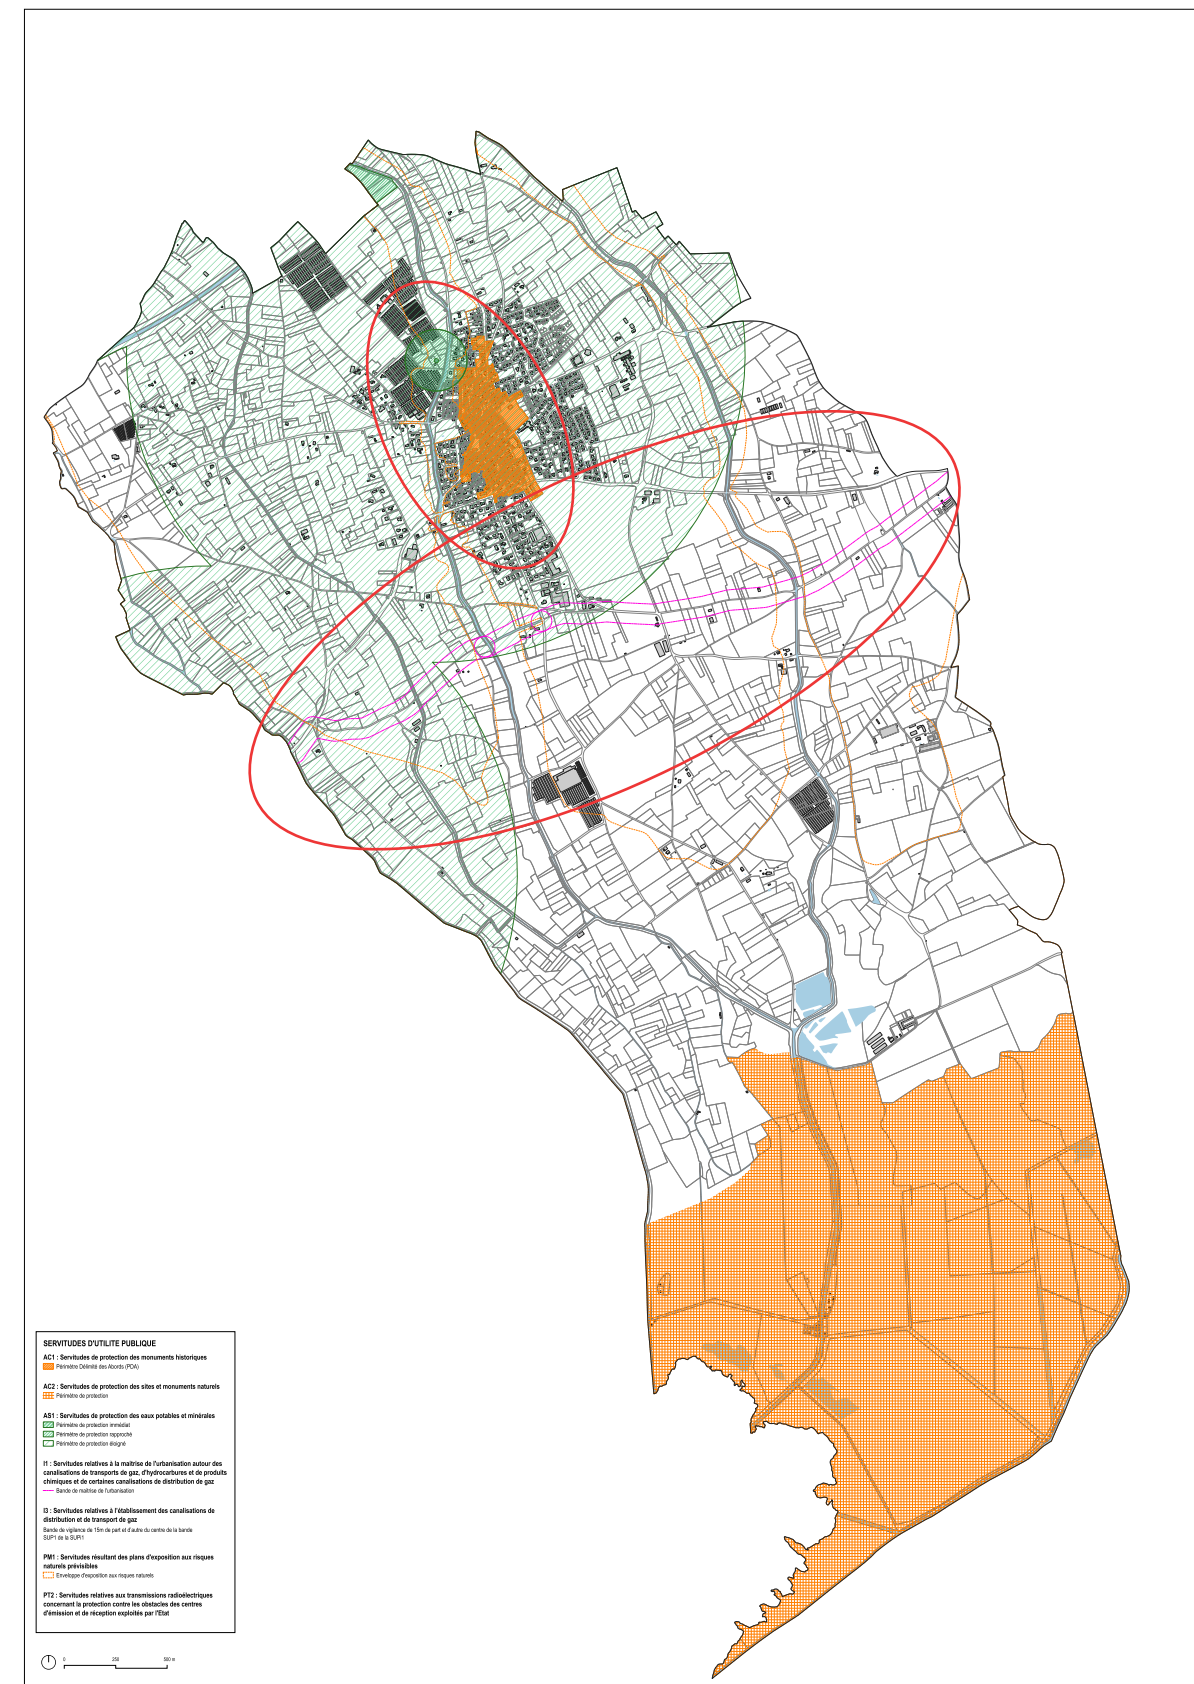 SERVITUDES D'UTILITE PUBLIQUE
AC1 : Servitudes de protection des monuments historiques
Périmètre Délimité des Abords (PDA)
AC2 : Servitudes de protection des sites et monuments naturels
Périmètre de protection
AS1 : Servitudes de protection des eaux potables et minérales
Périmètre de protection immédiat
Périmètre de protection rapproché
Périmètre de protection éloigné
I1 : Servitudes relatives à la maitrise de l'urbanisation autour des
canalisations de transports de gaz, d'hydrocarbures et de produits
chimiques et de certaines canalisations de distribution de gaz
Bande de maîtrise de l'urbanisation
I3 : Servitudes relatives à l'établissement des canalisations de
distribution et de transport de gaz
Bande de vigilance de 15m de part et d'autre du centre de la bande
SUP1 de la SUPI1
PM1 : Servitudes résultant des plans d'exposition aux risques
naturels prévisibles
Enveloppe d'exposition aux risques naturels
PT2 : Servitudes relatives aux transmissions radioélectriques
concernant la protection contre les obstacles des centres
d'émission et de réception exploités par l'Etat
0 250 500 m